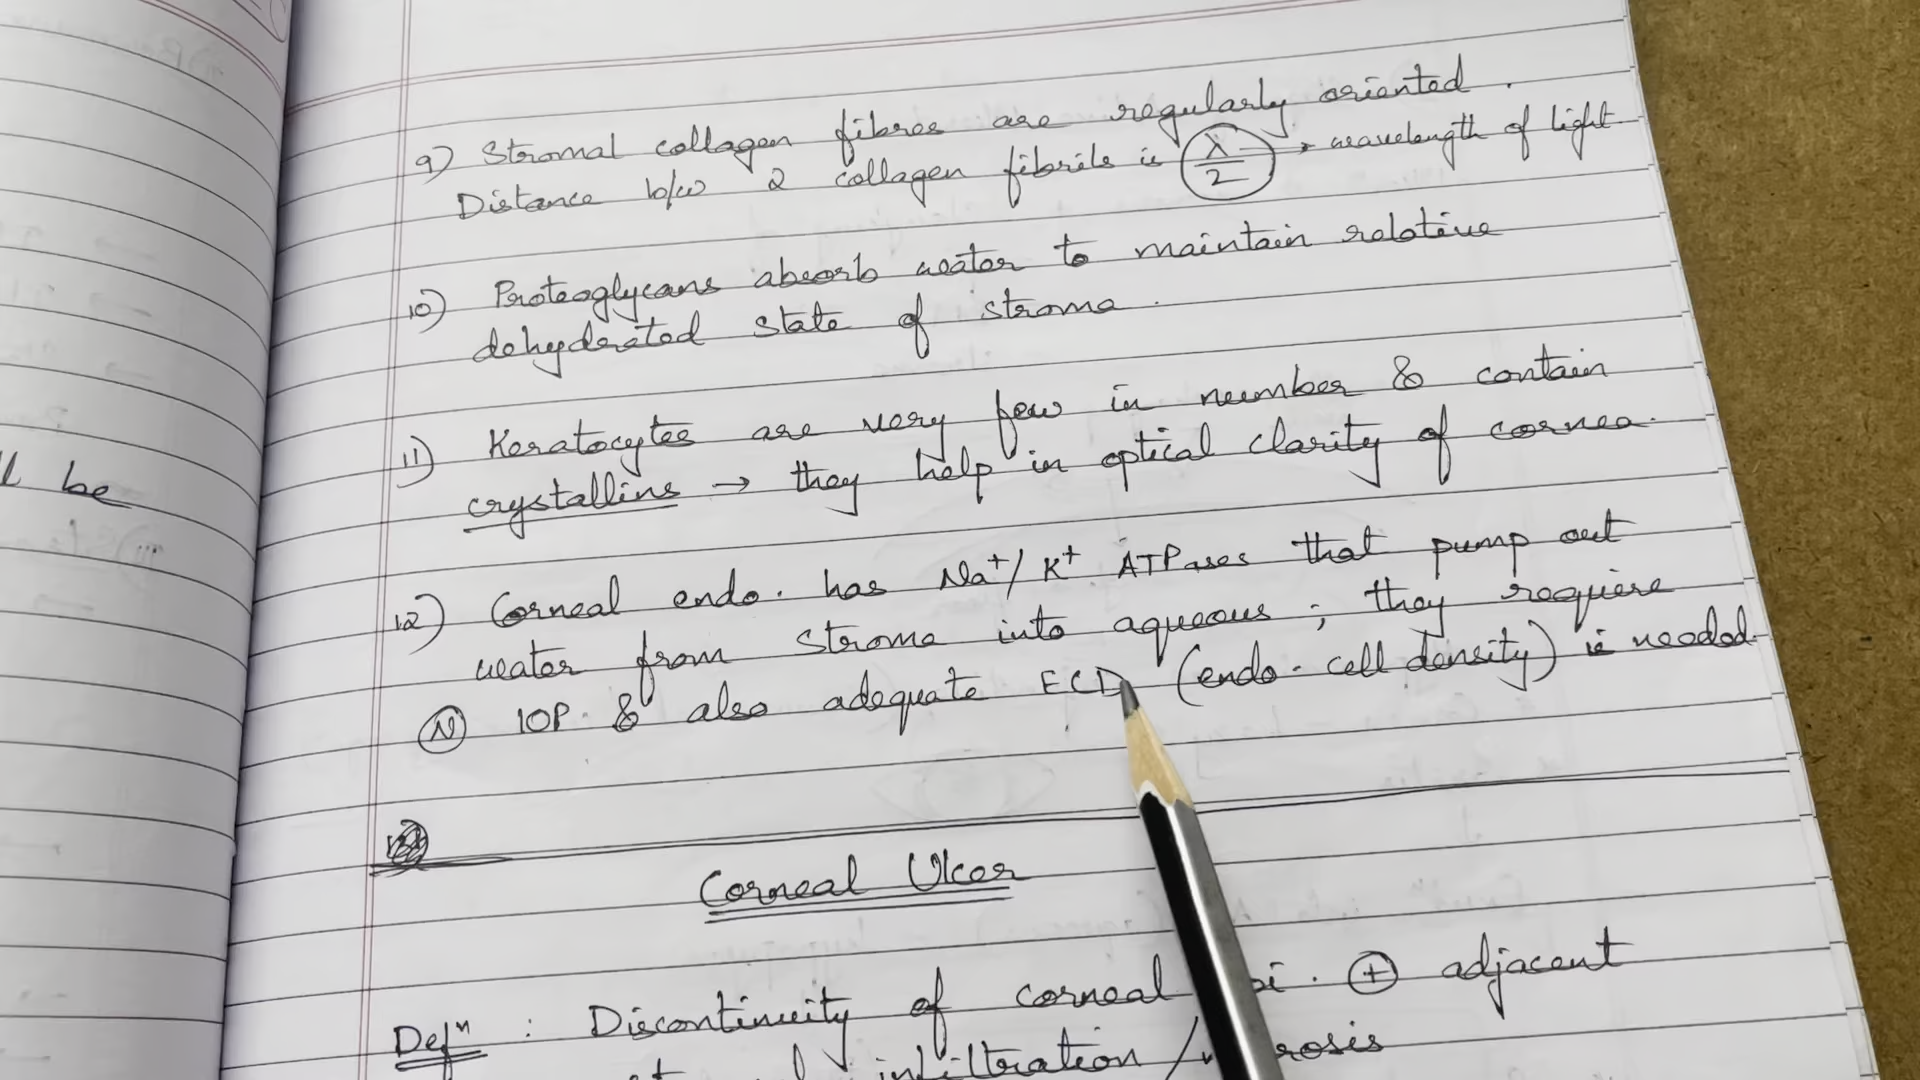 9) Stromal collagen fibres are regularly oriented.
Distance b/w 2 collagen fibrils is λ/2 → wavelength of light
10) Proteoglycans absorb water to maintain relative
dehyderated state of stroma.
11) Keratocytes are very few in number & contain
crystallins → they help in optical clarity of cornea.
12) Corneal endo. has Na⁺/K⁺ ATPases that pump out
water from stroma into aqueous ; they require
Ⓝ IOP & also adequate ECD (endo. cell density) is needed.
Corneal Ulcer
Defⁿ : Discontinuity of corneal ⊕ adjacent
infiltration /
be